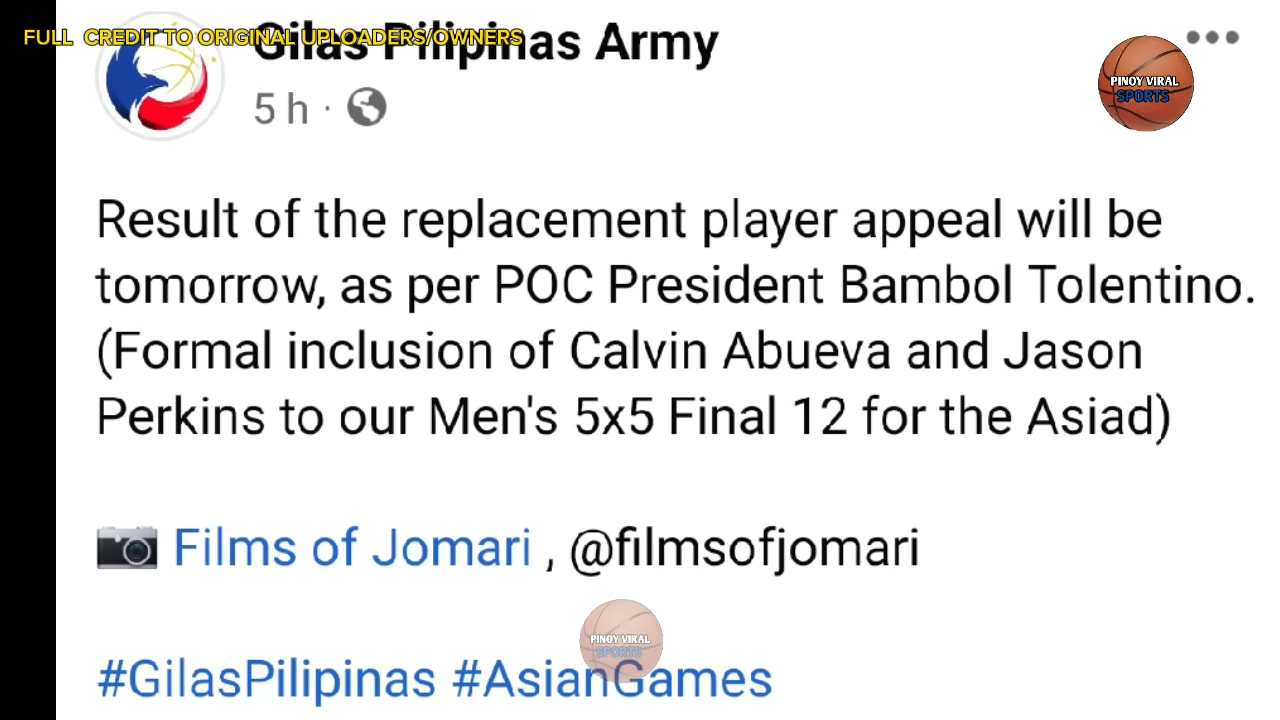 FULL CREDIT TO ORIGINAL UPLOADERS/OWNERS
Gilas Pilipinas Army
5 h ·
PINOY VIRAL
SPORTS
Result of the replacement player appeal will be
tomorrow, as per POC President Bambol Tolentino.
(Formal inclusion of Calvin Abueva and Jason
Perkins to our Men's 5x5 Final 12 for the Asiad)
Films of Jomari , @filmsofjomari
PINOY VIRAL
SPORTS
#GilasPilipinas #AsianGames